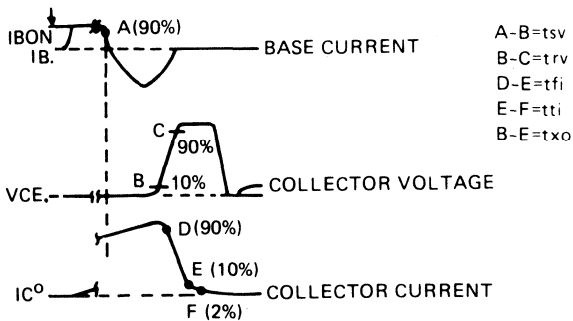 IBON
A (90%)
IB.
BASE CURRENT
A-B=tsv
B-C=trv
D-E=tfi
E-F=tti
B-E=txo
C
90%
B
10%
VCE.
COLLECTOR VOLTAGE
D (90%)
E (10%)
ICO
COLLECTOR CURRENT
F (2%)